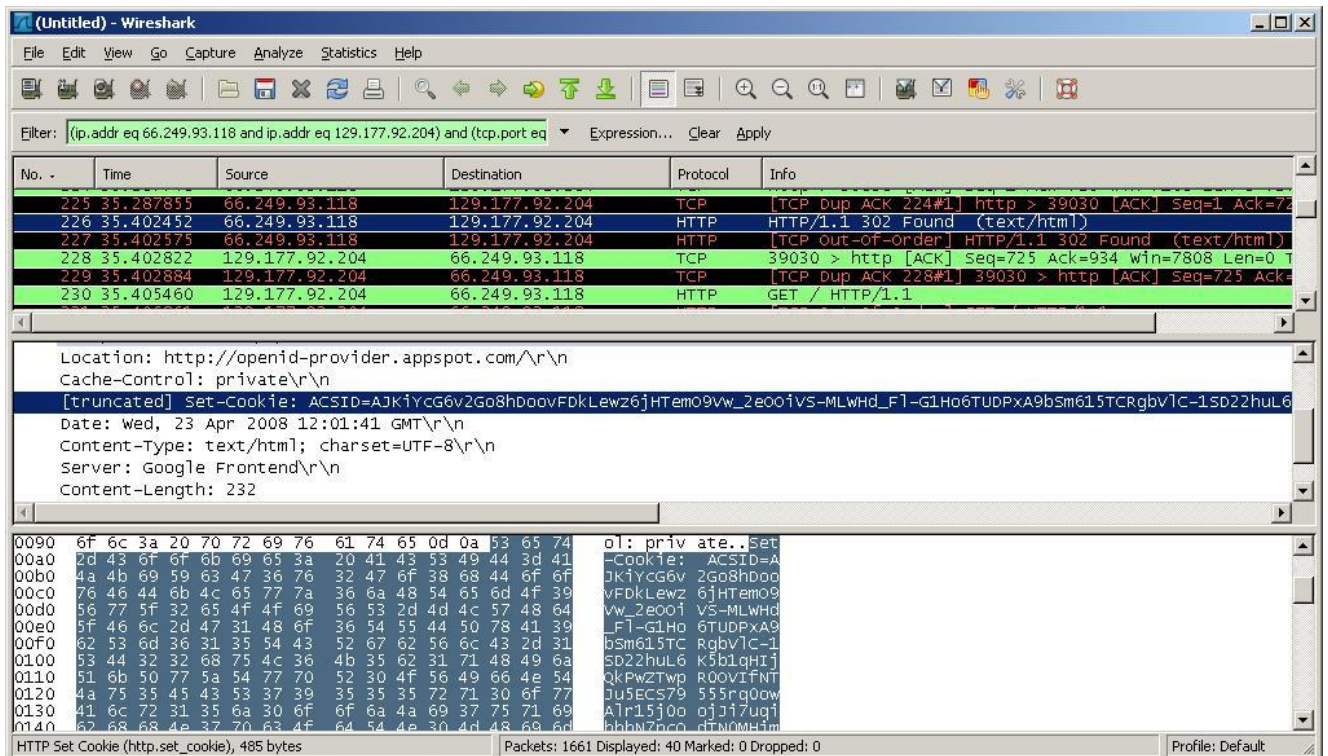 (Untitled) - Wireshark
File Edit View Go Capture Analyze Statistics Help
Filter: (ip.addr eq 66.249.93.118 and ip.addr eq 129.177.92.204) and (tcp.port eq Expression... Clear Apply
No. - Time Source Destination Protocol Info
225 35.287855 66.249.93.118 129.177.92.204 TCP [TCP Dup ACK 224#1] http > 39030 [ACK] Seq=1 Ack=72
226 35.402452 66.249.93.118 129.177.92.204 HTTP HTTP/1.1 302 Found (text/html)
227 35.402575 66.249.93.118 129.177.92.204 HTTP [TCP Out-Of-Order] HTTP/1.1 302 Found (text/html)
228 35.402822 129.177.92.204 66.249.93.118 TCP 39030 > http [ACK] Seq=725 Ack=934 Win=7808 Len=0 T
229 35.402884 129.177.92.204 66.249.93.118 TCP [TCP Dup ACK 228#1] 39030 > http [ACK] Seq=725 Ack=
230 35.405460 129.177.92.204 66.249.93.118 HTTP GET / HTTP/1.1
Location: http://openid-provider.appspot.com/\r\n
Cache-Control: private\r\n
[truncated] Set-Cookie: ACSID=AJKiYcG6v2Go8hDoovFDkLewz6jHTemO9Vw_2eOOiVS-MLWHd_Fl-G1Ho6TUDPxA9bSm615TCRgbVlC-1SD22huL6
Date: Wed, 23 Apr 2008 12:01:41 GMT\r\n
Content-Type: text/html; charset=UTF-8\r\n
Server: Google Frontend\r\n
Content-Length: 232
0090 6f 6c 3a 20 70 72 69 76 61 74 65 0d 0a 53 65 74 ol: priv ate..Set
00a0 2d 43 6f 6f 6b 69 65 3a 20 41 43 53 49 44 3d 41 -Cookie: ACSID=A
00b0 4a 4b 69 59 63 47 36 76 32 47 6f 38 68 44 6f 6f JKiYcG6v 2Go8hDoo
00c0 76 46 44 6b 4c 65 77 7a 36 6a 48 54 65 6d 4f 39 vFDkLewz 6jHTemO9
00d0 56 77 5f 32 65 4f 4f 69 56 53 2d 4d 4c 57 48 64 Vw_2eOOi VS-MLWHd
00e0 5f 46 6c 2d 47 31 48 6f 36 54 55 44 50 78 41 39 _Fl-G1Ho 6TUDPxA9
00f0 62 53 6d 36 31 35 54 43 52 67 62 56 6c 43 2d 31 bSm615TC RgbVlC-1
0100 53 44 32 32 68 75 4c 36 4b 35 62 31 71 48 49 6a SD22huL6 K5b1qHIj
0110 51 6b 50 77 5a 54 77 70 52 30 4f 56 49 66 4e 54 QkPwZTwp R0OVIfNT
0120 4a 75 35 45 43 53 37 39 35 35 35 72 71 30 6f 77 Ju5ECS79 555rq0ow
0130 41 6c 72 31 35 6a 30 6f 6f 6a 4a 69 37 75 71 69 Alr15j0o ojJi7uqi
0140 62 68 68 4e 37 70 63 4f 64 54 4e 30 4d 48 69 6d bhhN7pcO dTN0MHim
HTTP Set Cookie (http.set_cookie), 485 bytes Packets: 1661 Displayed: 40 Marked: 0 Dropped: 0 Profile: Default